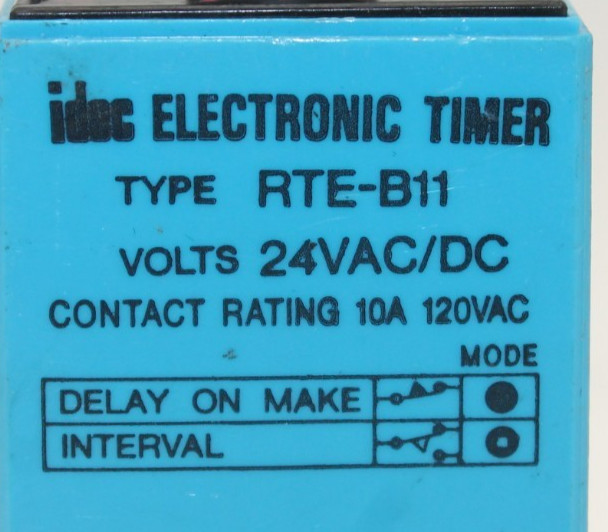 idec ELECTRONIC TIMER
TYPE RTE-B11
VOLTS 24VAC/DC
CONTACT RATING 10A 120VAC
MODE
DELAY ON MAKE
INTERVAL